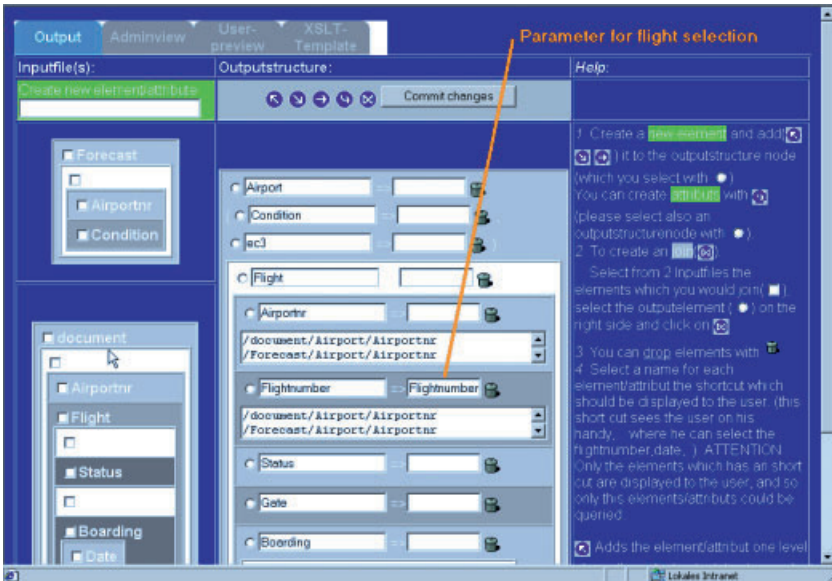 Output
Adminview
User-
preview
XSLT-
Template
Parameter for flight selection
Inputfile(s):
Outputstructure:
Help:
Create new element/attribute
Commit changes
Forecast
Airportnr
Condition
document
Airportnr
Flight
Status
Boarding
Date
Airport =>
Condition =>
ec3 => )
Flight
Airportnr =>
/document/Airport/Airportnr
/Forecast/Airport/Airportnr
Flightnumber => Flightnumber
/document/Airport/Airportnr
/Forecast/Airport/Airportnr
Status =>
Gate =>
Boarding =>
1 Create a new element and add(
) it to the outputstructure node
(which you select with )
You can create attributs with
(please select also an
outputstructurenode with ).
2 To create an join( )
Select from 2 Inputfiles the
elements which you would join( ),
select the outputelement ( ) on the
right side and click on
3 You can drop elements with
4 Select a name for each
element/attribut the shortcut which
should be displayed to the user. (this
short cut sees the user on his
handy, where he can select the
flightnumber,date, ) ATTENTION
Only the elements which has an short
cut are displayed to the user, and so
only this elements/attributs could be
queried
Adds the element/attribut one level
Lokales Intranet